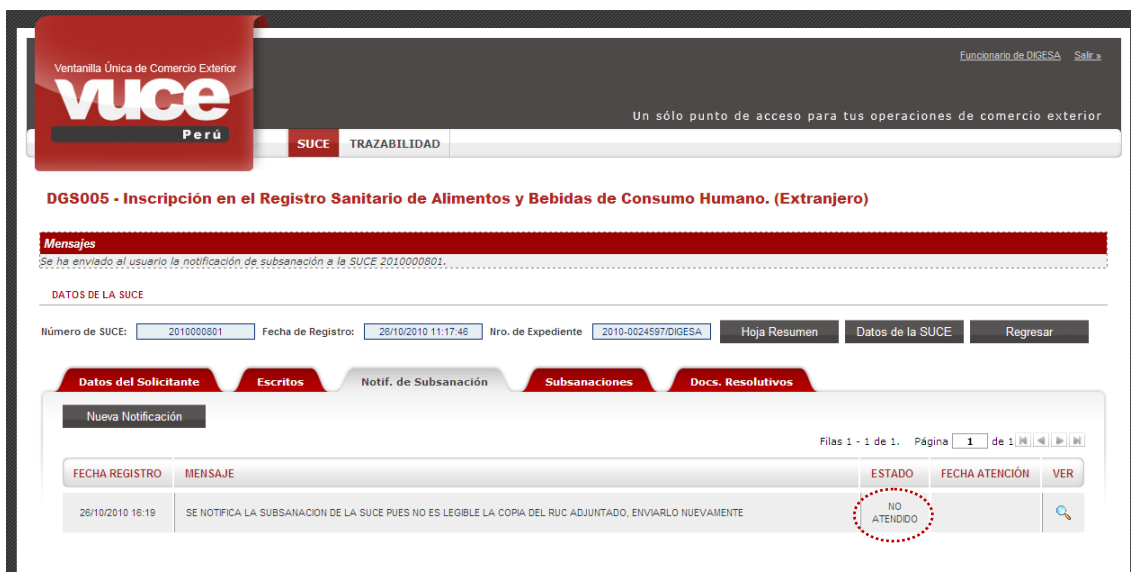 Funcionario de DIGESA Salir »
Ventanilla Única de Comercio Exterior
vuce
Perú
Un sólo punto de acceso para tus operaciones de comercio exterior
SUCE TRAZABILIDAD
DGS005 - Inscripción en el Registro Sanitario de Alimentos y Bebidas de Consumo Humano. (Extranjero)
Mensajes
Se ha enviado al usuario la notificación de subsanación a la SUCE 2010000801.
DATOS DE LA SUCE
Número de SUCE: 2010000801 Fecha de Registro: 26/10/2010 11:17:46 Nro. de Expediente 2010-0024597/DIGESA Hoja Resumen Datos de la SUCE Regresar
Datos del Solicitante Escritos Notif. de Subsanación Subsanaciones Docs. Resolutivos
Nueva Notificación
Filas 1 - 1 de 1. Página 1 de 1
FECHA REGISTRO MENSAJE ESTADO FECHA ATENCIÓN VER
26/10/2010 16:19 SE NOTIFICA LA SUBSANACION DE LA SUCE PUES NO ES LEGIBLE LA COPIA DEL RUC ADJUNTADO, ENVIARLO NUEVAMENTE NO
ATENDIDO